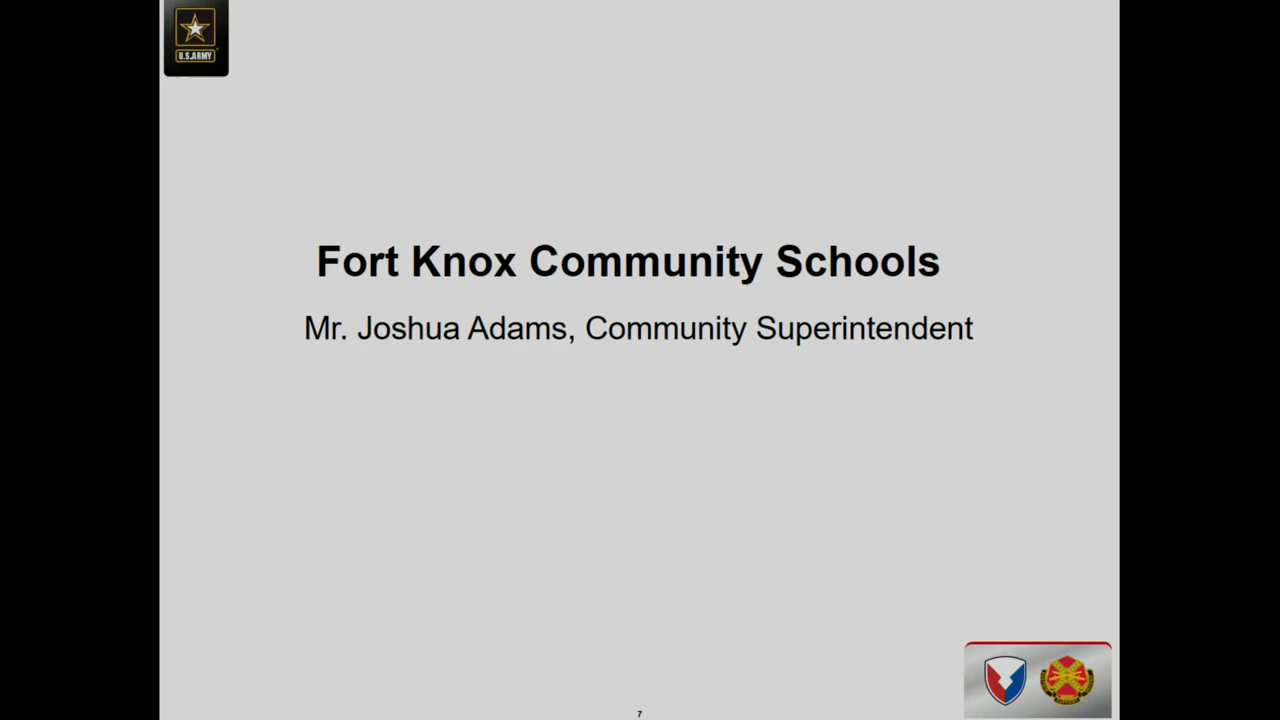 U.S.ARMY
Fort Knox Community Schools
Mr. Joshua Adams, Community Superintendent
7